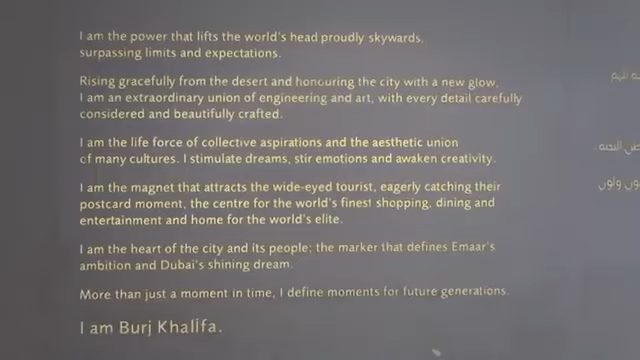 I am the power that lifts the world's head proudly skywards,
surpassing limits and expectations.
Rising gracefully from the desert and honouring the city with a new glow,
I am an extraordinary union of engineering and art, with every detail carefully
considered and beautifully crafted.
I am the life force of collective aspirations and the aesthetic union
of many cultures. I stimulate dreams, stir emotions and awaken creativity.
I am the magnet that attracts the wide-eyed tourist, eagerly catching their
postcard moment, the centre for the world's finest shopping, dining and
entertainment and home for the world's elite.
I am the heart of the city and its people; the marker that defines Emaar's
ambition and Dubai's shining dream.
More than just a moment in time, I define moments for future generations.
I am Burj Khalifa.